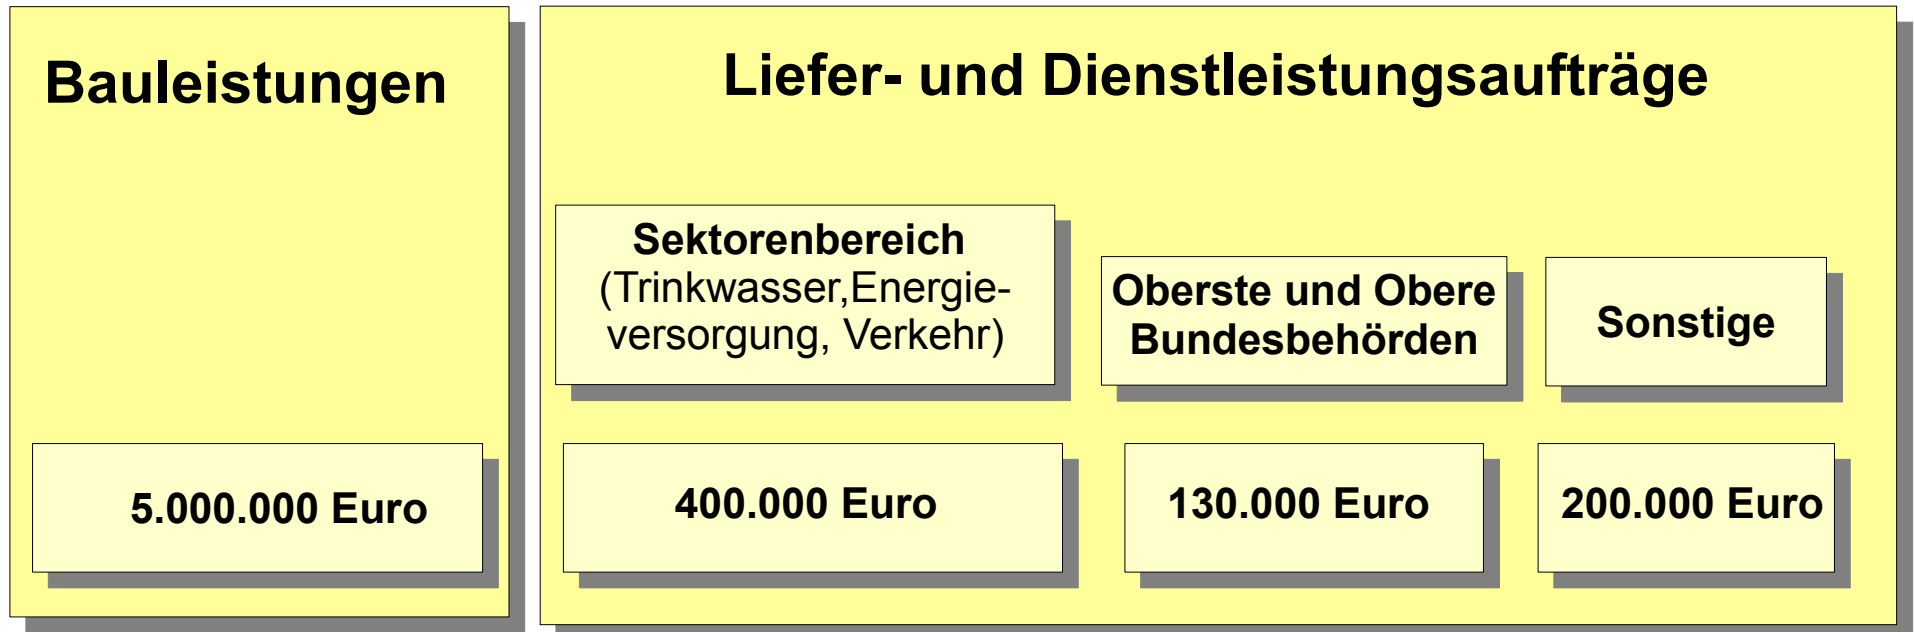 Bauleistungen
Liefer- und Dienstleistungsaufträge
Sektorenbereich
(Trinkwasser,Energie-
versorgung, Verkehr)
Oberste und Obere
Bundesbehörden
Sonstige
5.000.000 Euro
400.000 Euro
130.000 Euro
200.000 Euro